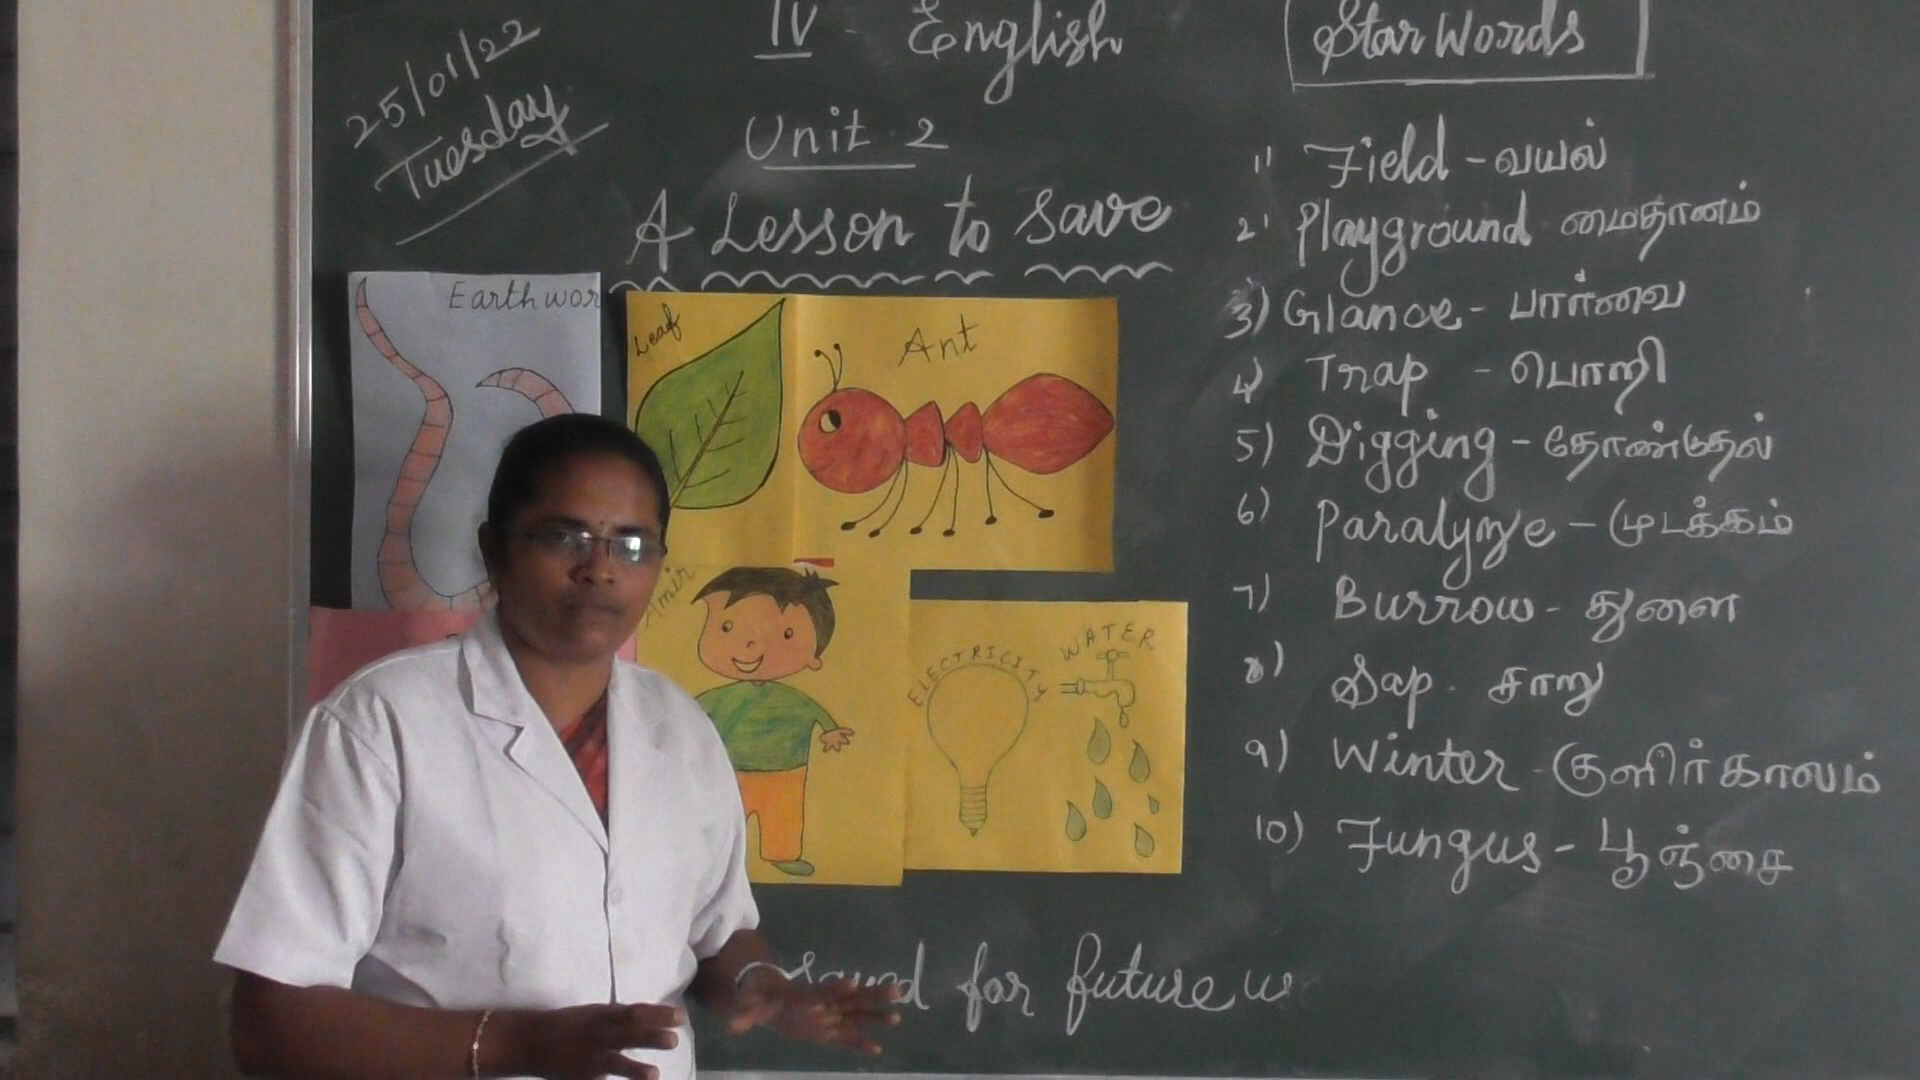 25/01/22
Tuesday
IV - English
Unit 2
A Lesson to save
Earthwor
Leaf
Ant
Amir
ELECTRICITY
WATER
saved for future
Star Words
1) Field - வயல்
2) Playground மைதானம்
3) Glance - பார்வை
4) Trap - பொறி
5) Digging - தோண்டுதல்
6) Paralyze - முடக்கம்
7) Burrow - துளை
8) Sap - சாறு
9) Winter - குளிர்காலம்
10) Fungus - பூஞ்சை